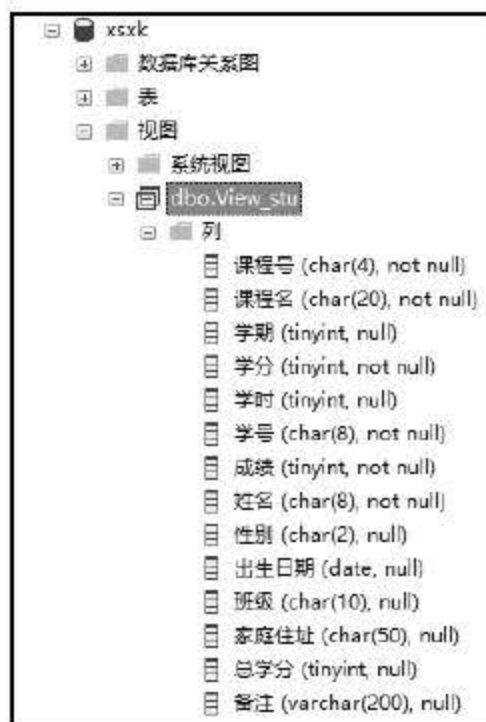 xsxk
数据库关系图
表
视图
系统视图
dbo.View_stu
列
课程号 (char(4), not null)
课程名 (char(20), not null)
学期 (tinyint, null)
学分 (tinyint, not null)
学时 (tinyint, null)
学号 (char(8), not null)
成绩 (tinyint, not null)
姓名 (char(8), not null)
性别 (char(2), null)
出生日期 (date, null)
班级 (char(10), null)
家庭住址 (char(50), null)
总学分 (tinyint, null)
备注 (varchar(200), null)